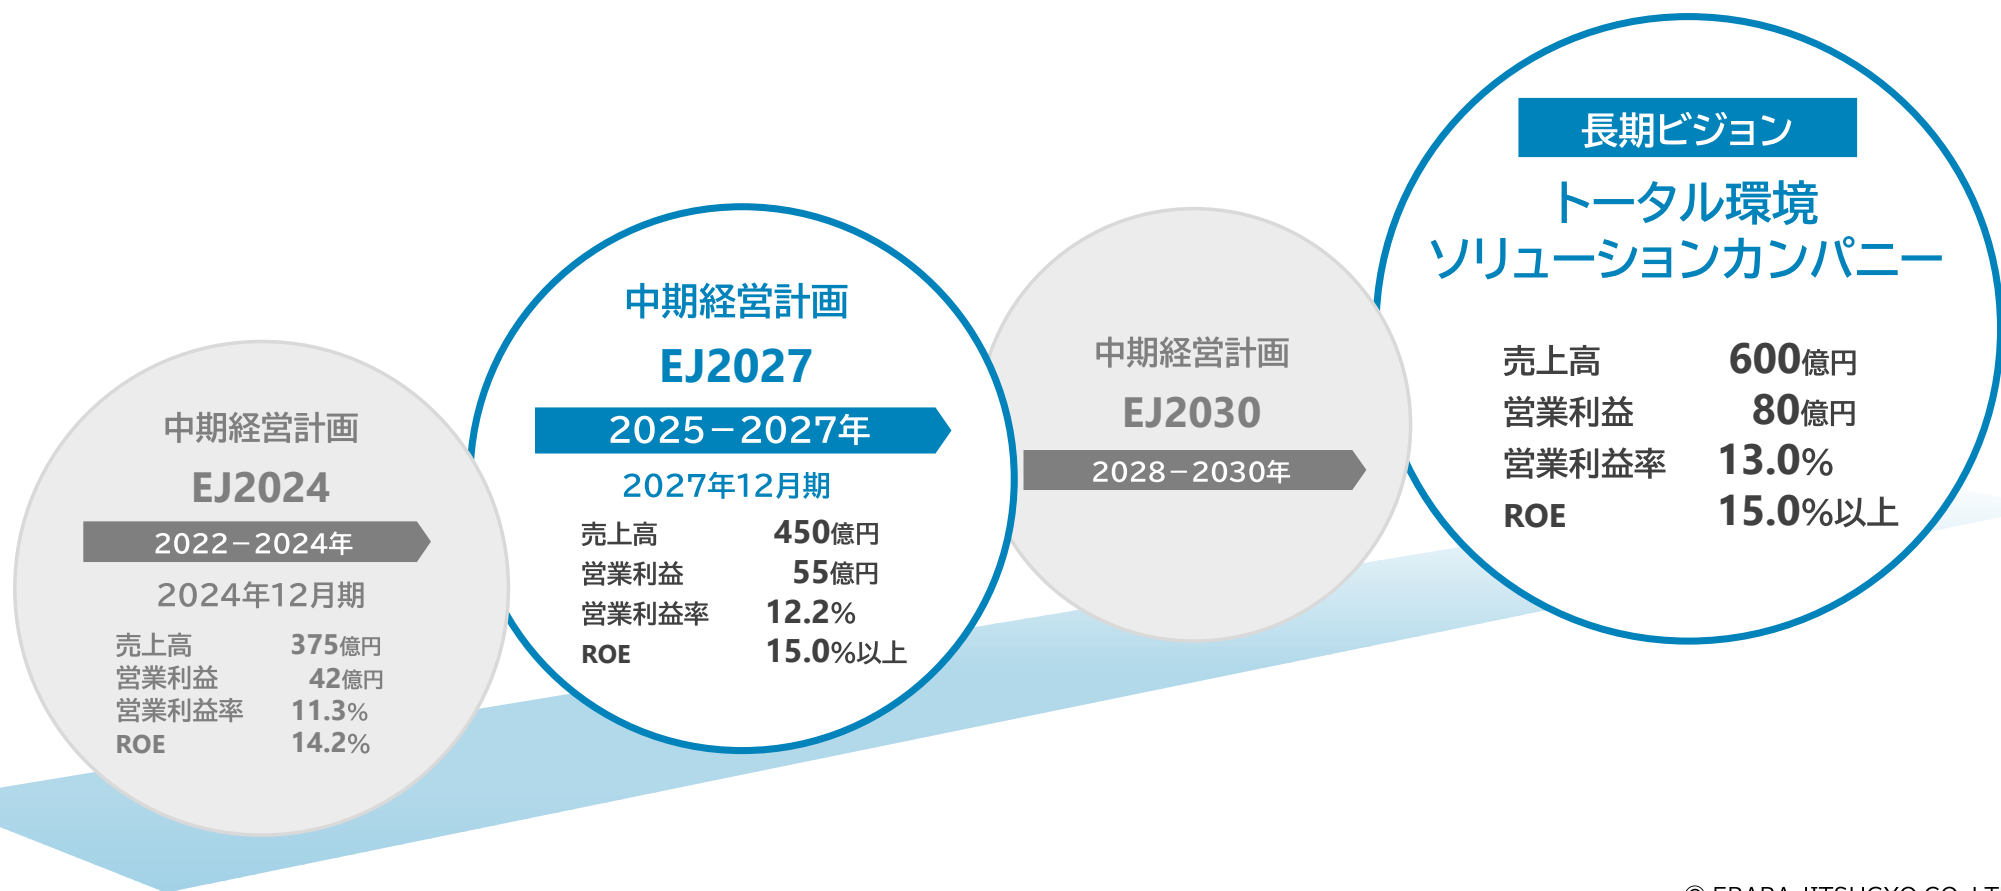 中期経営計画
EJ2024
2022－2024年
2024年12月期
売上高 375億円
営業利益 42億円
営業利益率 11.3%
ROE 14.2%
中期経営計画
EJ2027
2025－2027年
2027年12月期
売上高 450億円
営業利益 55億円
営業利益率 12.2%
ROE 15.0%以上
中期経営計画
EJ2030
2028－2030年
長期ビジョン
トータル環境
ソリューションカンパニー
売上高 600億円
営業利益 80億円
営業利益率 13.0%
ROE 15.0%以上